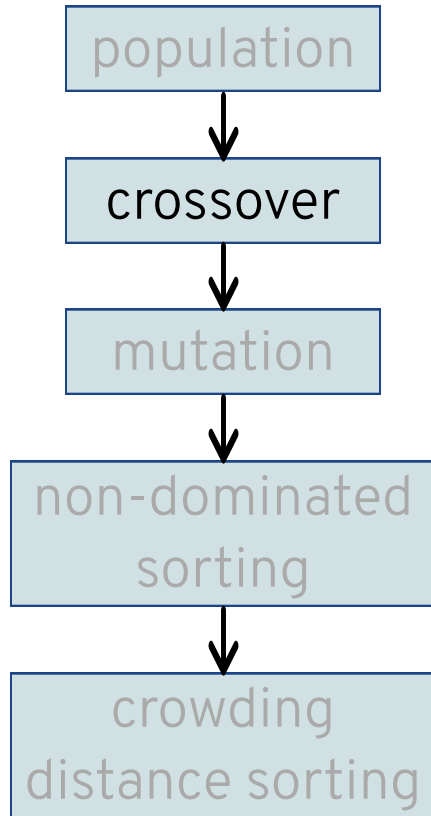 population
crossover
mutation
non-dominated
sorting
crowding
distance sorting